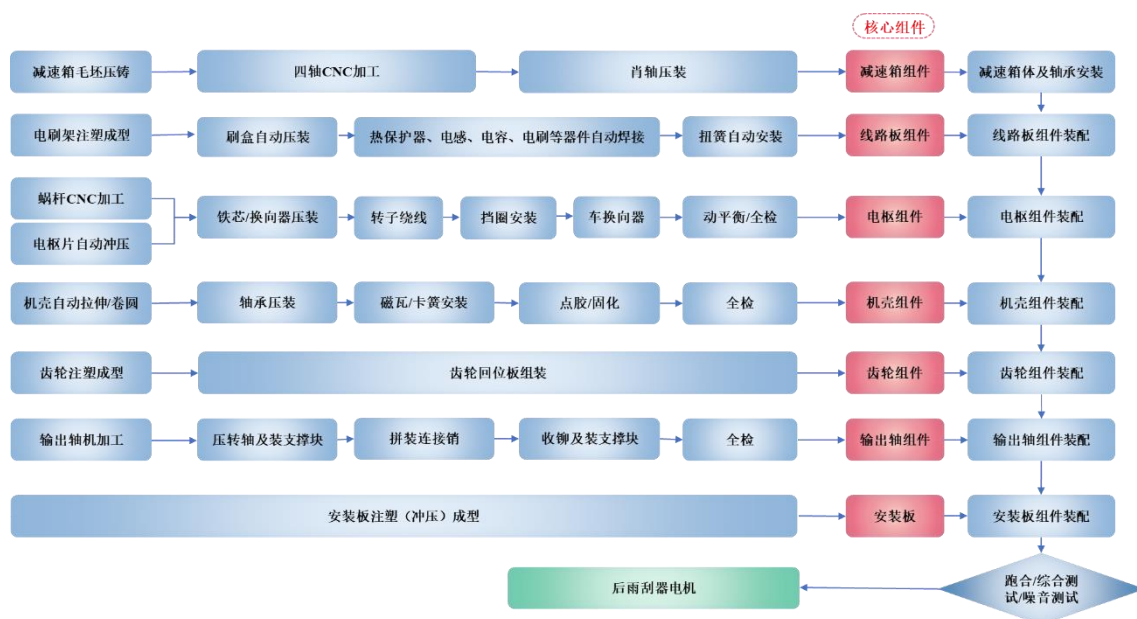 核心组件
减速箱毛坯压铸
四轴CNC加工
肖轴压装
减速箱组件
减速箱体及轴承安装
电刷架注塑成型
刷盒自动压装
热保护器、电感、电容、电刷等器件自动焊接
扭簧自动安装
线路板组件
线路板组件装配
蜗杆CNC加工
电枢片自动冲压
铁芯/换向器压装
转子绕线
挡圈安装
车换向器
动平衡/全检
电枢组件
电枢组件装配
机壳自动拉伸/卷圆
轴承压装
磁瓦/卡簧安装
点胶/固化
全检
机壳组件
机壳组件装配
齿轮注塑成型
齿轮回位板组装
齿轮组件
齿轮组件装配
输出轴机加工
压转轴及装支撑块
拼装连接销
收铆及装支撑块
全检
输出轴组件
输出轴组件装配
安装板注塑（冲压）成型
安装板
安装板组件装配
跑合/综合测
试/噪音测试
后雨刮器电机